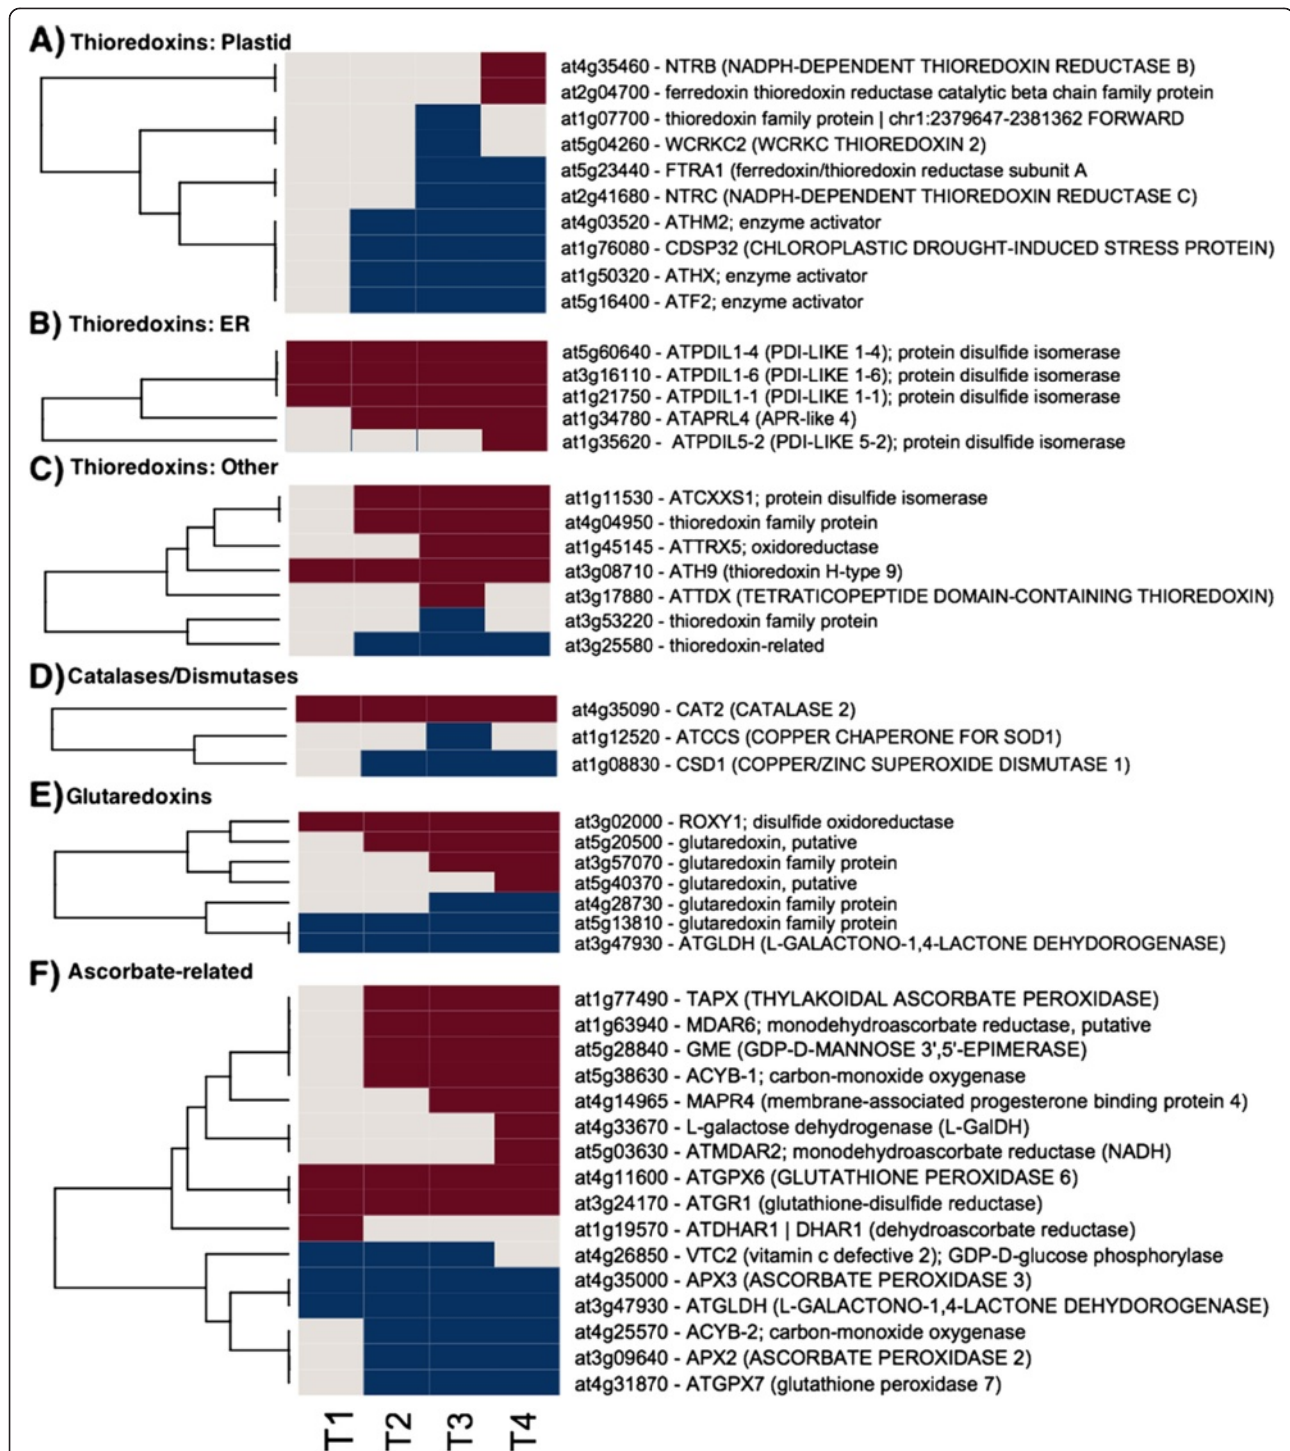 A) Thioredoxins: Plastid
at4g35460 - NTRB (NADPH-DEPENDENT THIOREDOXIN REDUCTASE B)
at2g04700 - ferredoxin thioredoxin reductase catalytic beta chain family protein
at1g07700 - thioredoxin family protein | chr1:2379647-2381362 FORWARD
at5g04260 - WCRKC2 (WCRKC THIOREDOXIN 2)
at5g23440 - FTRA1 (ferredoxin/thioredoxin reductase subunit A
at2g41680 - NTRC (NADPH-DEPENDENT THIOREDOXIN REDUCTASE C)
at4g03520 - ATHM2; enzyme activator
at1g76080 - CDSP32 (CHLOROPLASTIC DROUGHT-INDUCED STRESS PROTEIN)
at1g50320 - ATHX; enzyme activator
at5g16400 - ATF2; enzyme activator
B) Thioredoxins: ER
at5g60640 - ATPDIL1-4 (PDI-LIKE 1-4); protein disulfide isomerase
at3g16110 - ATPDIL1-6 (PDI-LIKE 1-6); protein disulfide isomerase
at1g21750 - ATPDIL1-1 (PDI-LIKE 1-1); protein disulfide isomerase
at1g34780 - ATAPRL4 (APR-like 4)
at1g35620 - ATPDIL5-2 (PDI-LIKE 5-2); protein disulfide isomerase
C) Thioredoxins: Other
at1g11530 - ATCXXS1; protein disulfide isomerase
at4g04950 - thioredoxin family protein
at1g45145 - ATTRX5; oxidoreductase
at3g08710 - ATH9 (thioredoxin H-type 9)
at3g17880 - ATTDX (TETRATICOPEPTIDE DOMAIN-CONTAINING THIOREDOXIN)
at3g53220 - thioredoxin family protein
at3g25580 - thioredoxin-related
D) Catalases/Dismutases
at4g35090 - CAT2 (CATALASE 2)
at1g12520 - ATCCS (COPPER CHAPERONE FOR SOD1)
at1g08830 - CSD1 (COPPER/ZINC SUPEROXIDE DISMUTASE 1)
E) Glutaredoxins
at3g02000 - ROXY1; disulfide oxidoreductase
at5g20500 - glutaredoxin, putative
at3g57070 - glutaredoxin family protein
at5g40370 - glutaredoxin, putative
at4g28730 - glutaredoxin family protein
at5g13810 - glutaredoxin family protein
at3g47930 - ATGLDH (L-GALACTONO-1,4-LACTONE DEHYDOROGENASE)
F) Ascorbate-related
at1g77490 - TAPX (THYLAKOIDAL ASCORBATE PEROXIDASE)
at1g63940 - MDAR6; monodehydroascorbate reductase, putative
at5g28840 - GME (GDP-D-MANNOSE 3',5'-EPIMERASE)
at5g38630 - ACYB-1; carbon-monoxide oxygenase
at4g14965 - MAPR4 (membrane-associated progesterone binding protein 4)
at4g33670 - L-galactose dehydrogenase (L-GalDH)
at5g03630 - ATMDAR2; monodehydroascorbate reductase (NADH)
at4g11600 - ATGPX6 (GLUTATHIONE PEROXIDASE 6)
at3g24170 - ATGR1 (glutathione-disulfide reductase)
at1g19570 - ATDHAR1 | DHAR1 (dehydroascorbate reductase)
at4g26850 - VTC2 (vitamin c defective 2); GDP-D-glucose phosphorylase
at4g35000 - APX3 (ASCORBATE PEROXIDASE 3)
at3g47930 - ATGLDH (L-GALACTONO-1,4-LACTONE DEHYDOROGENASE)
at4g25570 - ACYB-2; carbon-monoxide oxygenase
at3g09640 - APX2 (ASCORBATE PEROXIDASE 2)
at4g31870 - ATGPX7 (glutathione peroxidase 7)
T1 T2 T3 T4